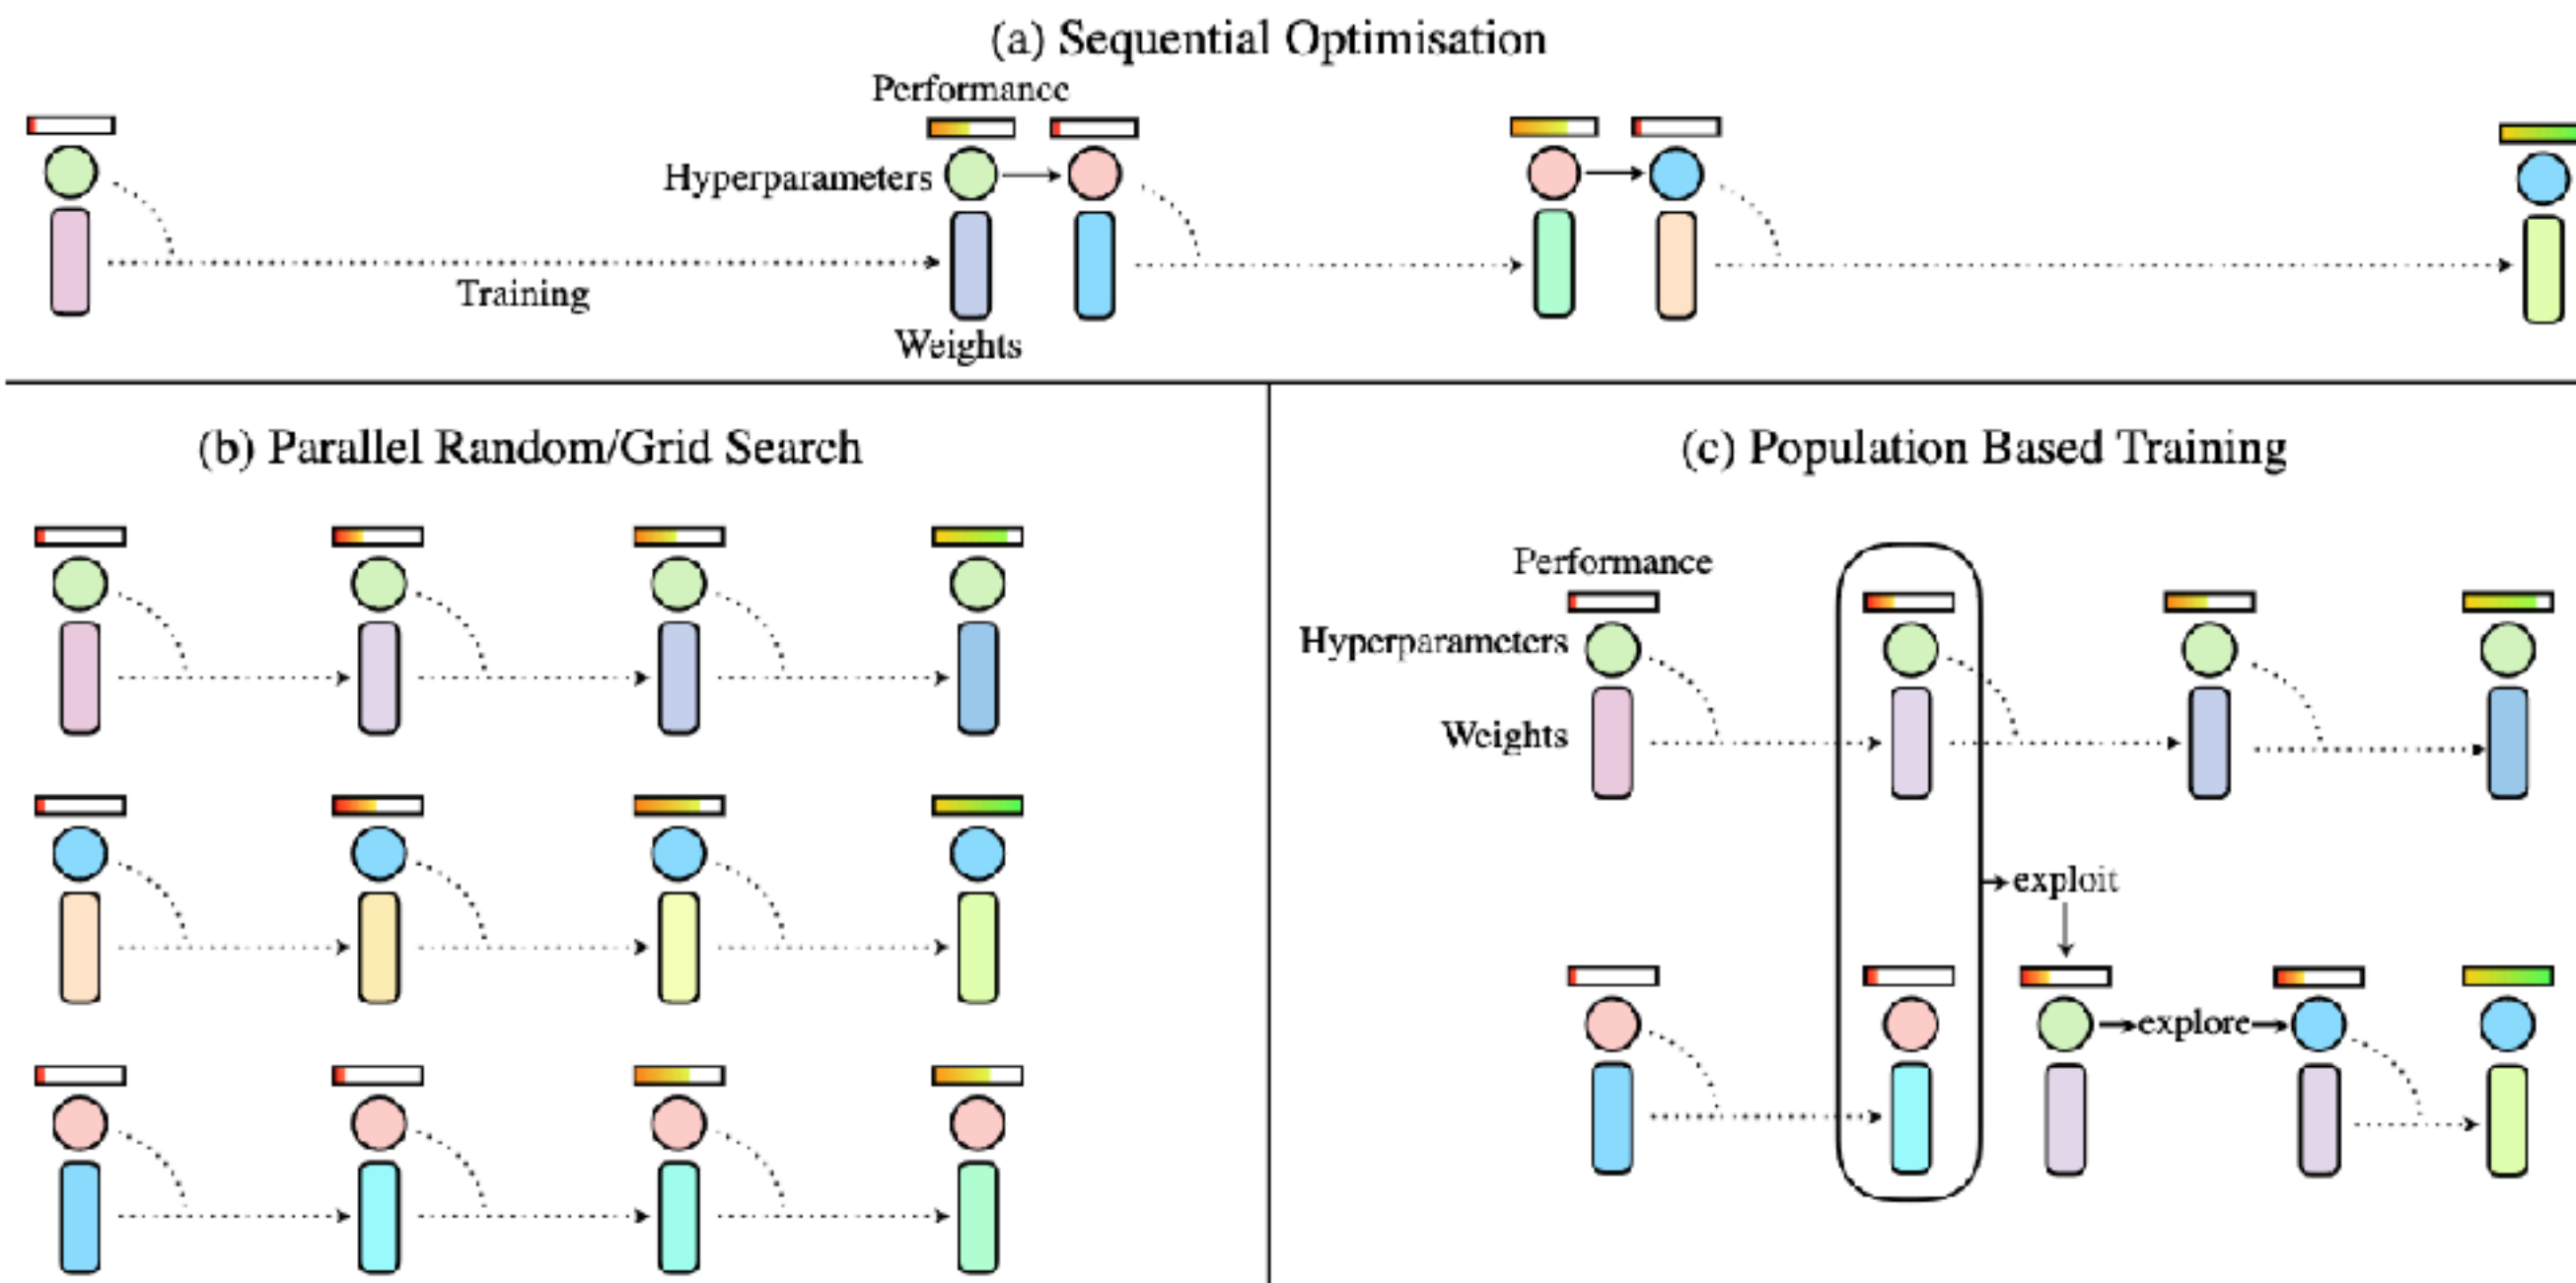 (a) Sequential Optimisation
Performance
Hyperparameters
Training
Weights
(b) Parallel Random/Grid Search
(c) Population Based Training
Performance
Hyperparameters
Weights
exploit
explore